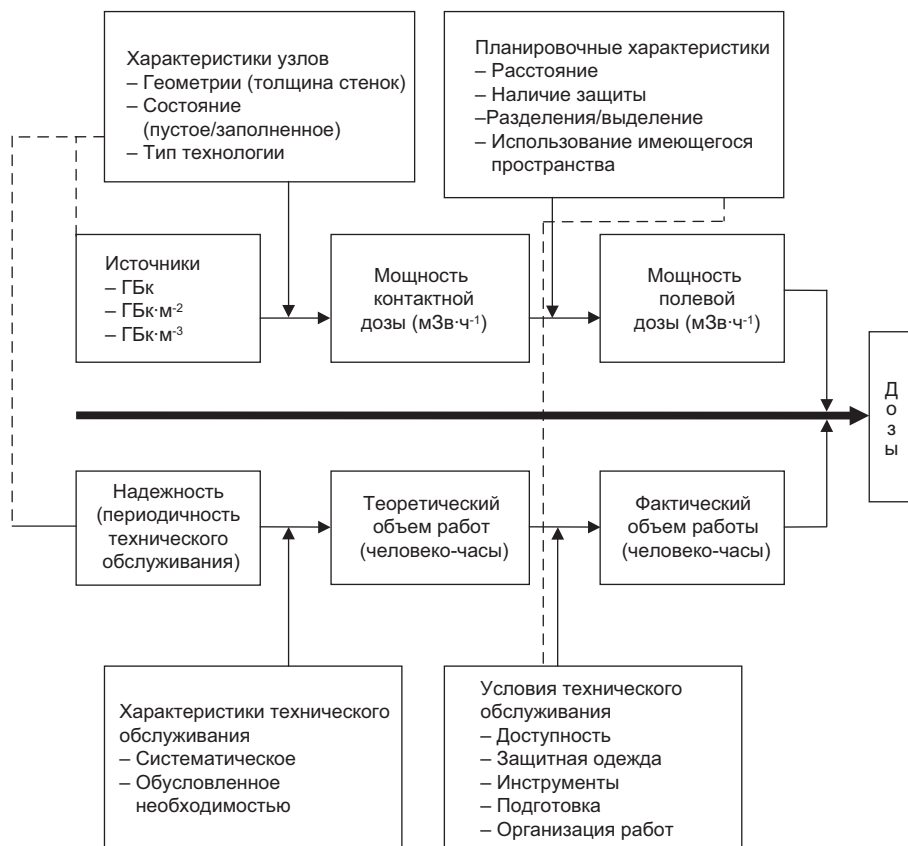 Характеристики узлов
– Геометрии (толщина стенок)
– Состояние
(пустое/заполненное)
– Тип технологии
Планировочные характеристики
– Расстояние
– Наличие защиты
–Разделения/выделение
– Использование имеющегося
пространства
Источники
– ГБк
– ГБк·м⁻²
– ГБк·м⁻³
Мощность
контактной
дозы (мЗв·ч⁻¹)
Мощность
полевой
дозы (мЗв·ч⁻¹)
Д
о
з
ы
Надежность
(периодичность
технического
обслуживания)
Теоретический
объем работ
(человеко-часы)
Фактический
объем работы
(человеко-часы)
Характеристики технического
обслуживания
– Систематическое
– Обусловленное
необходимостью
Условия технического
обслуживания
– Доступность
– Защитная одежда
– Инструменты
– Подготовка
– Организация работ